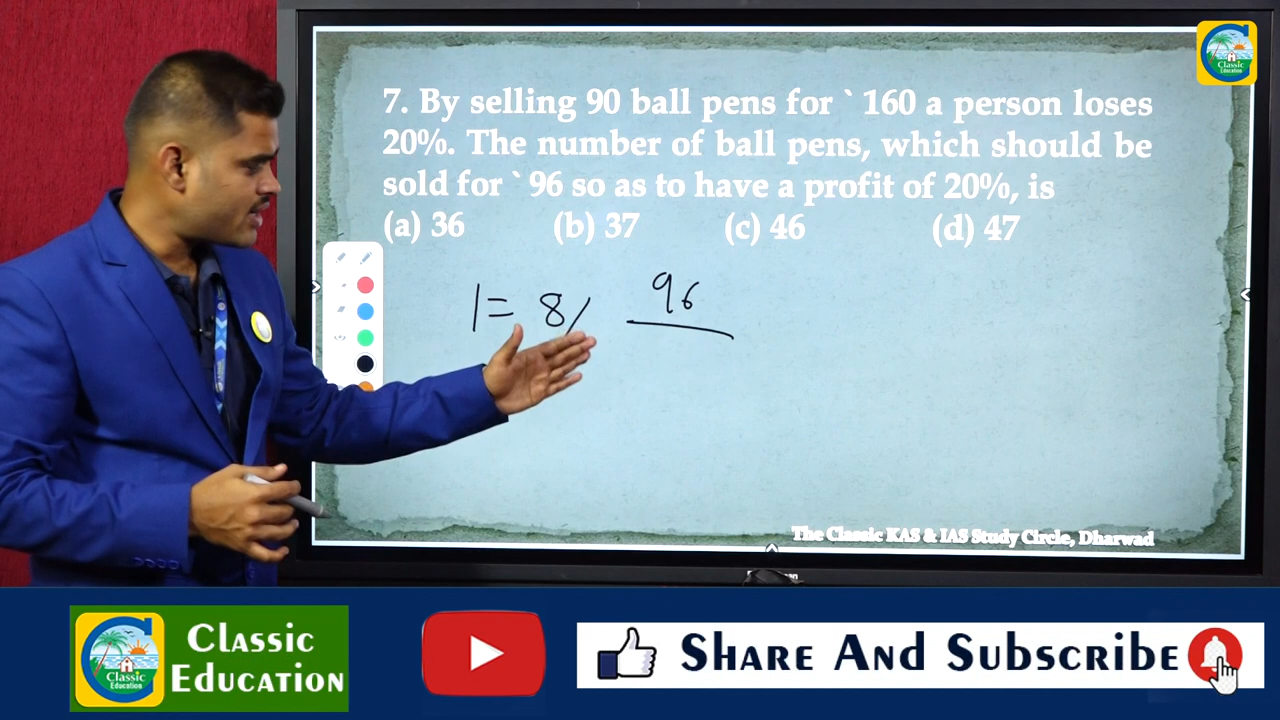 Classic
Education
7. By selling 90 ball pens for ` 160 a person loses
20%. The number of ball pens, which should be
sold for ` 96 so as to have a profit of 20%, is
(a) 36 (b) 37 (c) 46 (d) 47
1 = 8/ 96
The Classic KAS & IAS Study Circle, Dharwad
Classic
Education
Classic
Education
Share And Subscribe